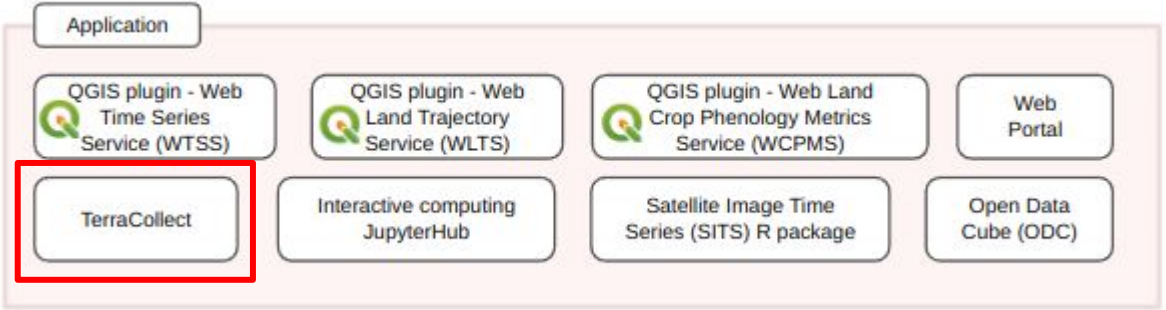 Application
QGIS plugin - Web
Time Series
Service (WTSS)
QGIS plugin - Web
Land Trajectory
Service (WLTS)
QGIS plugin - Web Land
Crop Phenology Metrics
Service (WCPMS)
Web
Portal
TerraCollect
Interactive computing
JupyterHub
Satellite Image Time
Series (SITS) R package
Open Data
Cube (ODC)